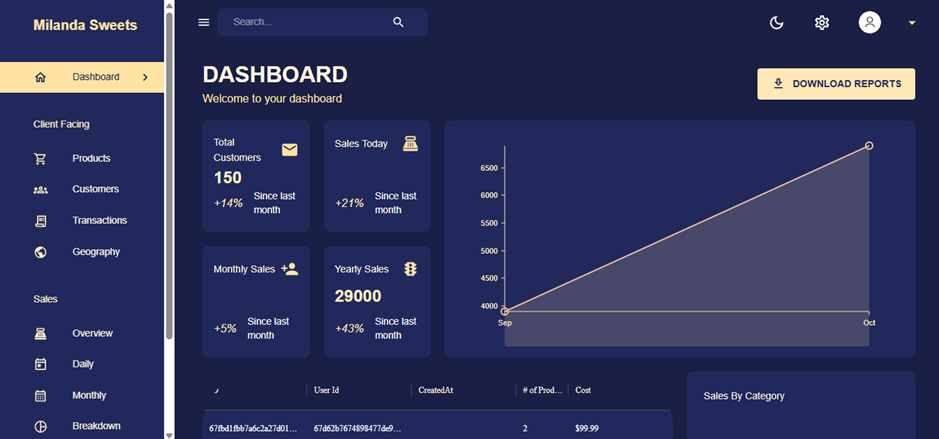 Milanda Sweets
Search...
Dashboard
Client Facing
Products
Customers
Transactions
Geography
Sales
Overview
Daily
Monthly
Breakdown
DASHBOARD
Welcome to your dashboard
DOWNLOAD REPORTS
Total
Customers
150
+14%
Since last
month
Sales Today
+21%
Since last
month
Monthly Sales
+5%
Since last
month
Yearly Sales
29000
+43%
Since last
month
6500
6000
5500
5000
4500
4000
Sep
Oct
User Id
CreatedAt
# of Prod...
Cost
67fbd1fbb7a6c2a27d01...
67d62b7674898477de9...
2
$99.99
Sales By Category